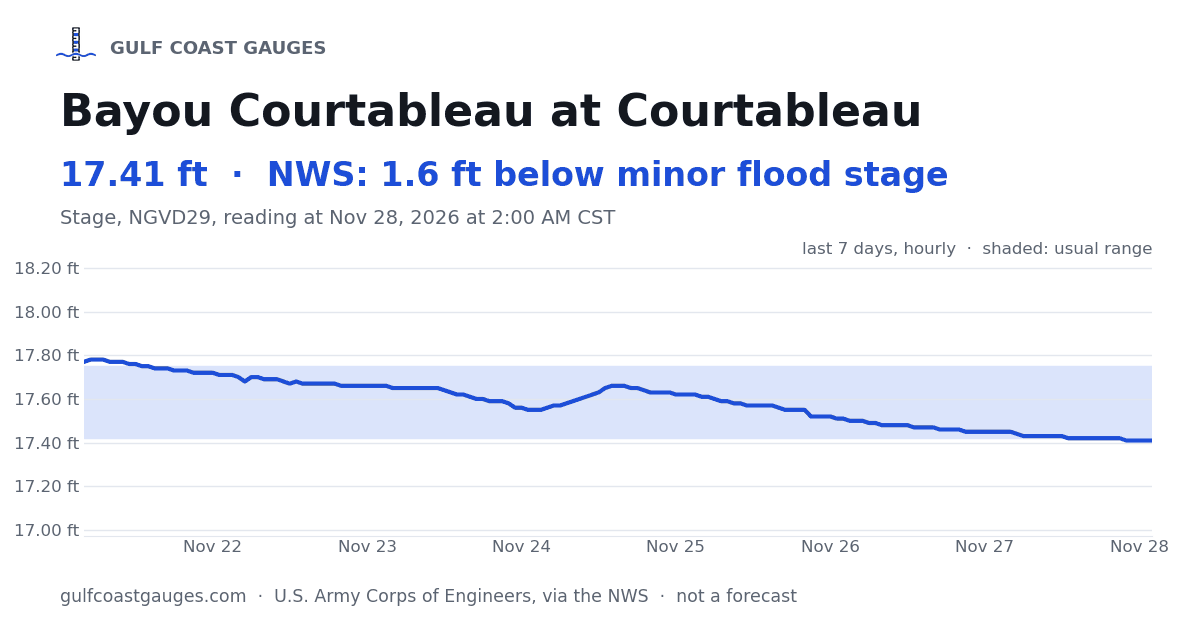 GULF COAST GAUGES
Bayou Courtableau at Courtableau
17.41 ft · NWS: 1.6 ft below minor flood stage
Stage, NGVD29, reading at Nov 28, 2026 at 2:00 AM CST
last 7 days, hourly · shaded: usual range
18.20 ft
18.00 ft
17.80 ft
17.60 ft
17.40 ft
17.20 ft
17.00 ft
Nov 22 Nov 23 Nov 24 Nov 25 Nov 26 Nov 27 Nov 28
gulfcoastgauges.com · U.S. Army Corps of Engineers, via the NWS · not a forecast